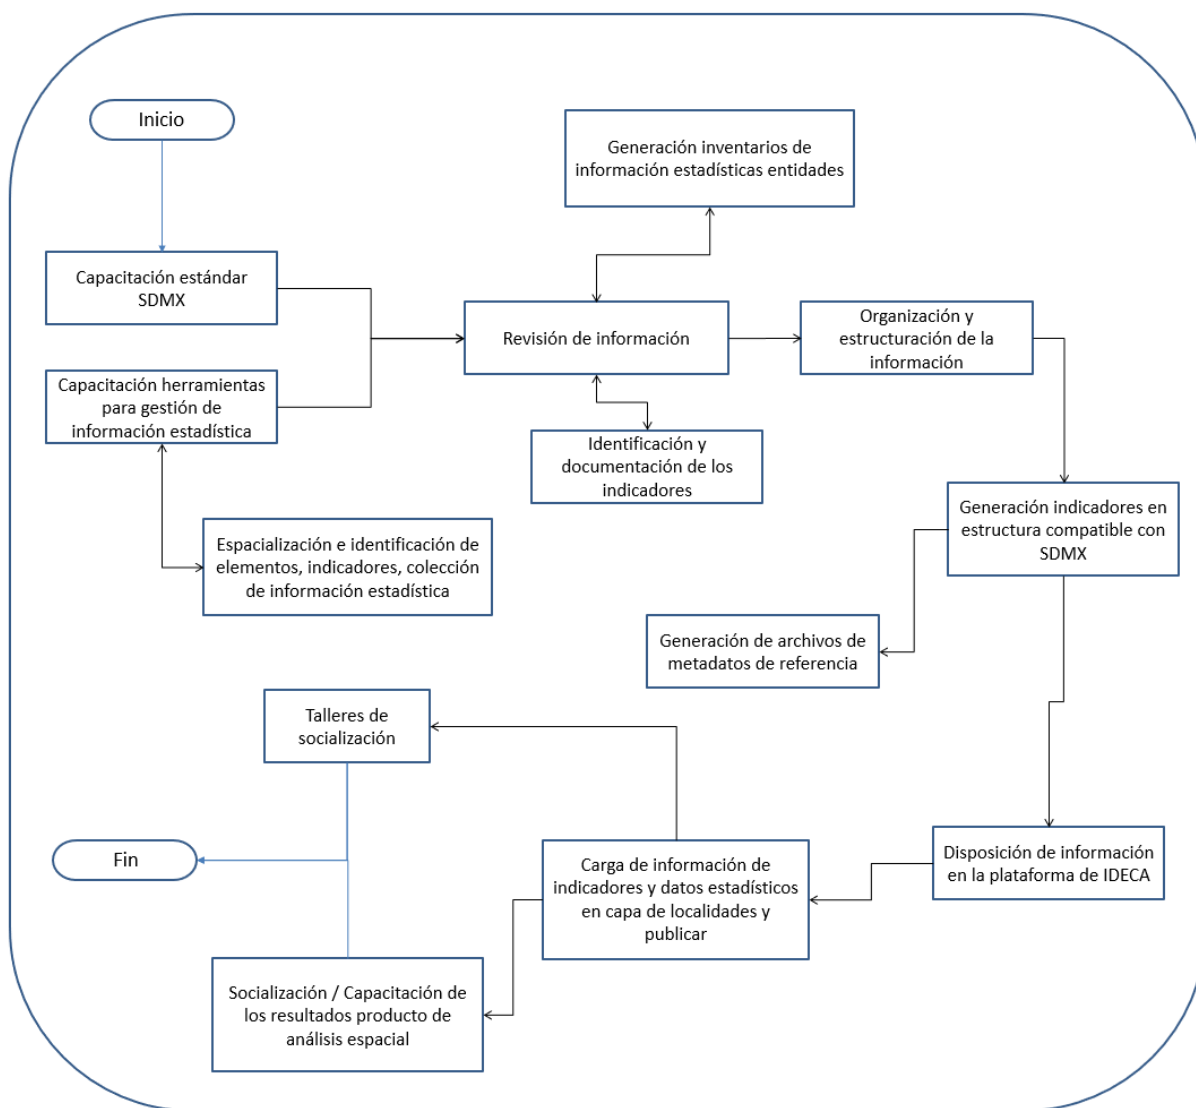 Inicio
Generación inventarios de
información estadísticas entidades
Capacitación estándar
SDMX
Revisión de información
Organización y
estructuración de la
información
Capacitación herramientas
para gestión de
información estadística
Identificación y
documentación de los
indicadores
Generación indicadores en
estructura compatible con
SDMX
Espacialización e identificación de
elementos, indicadores, colección
de información estadística
Generación de archivos de
metadatos de referencia
Talleres de
socialización
Fin
Carga de información de
indicadores y datos estadísticos
en capa de localidades y
publicar
Disposición de información
en la plataforma de IDECA
Socialización / Capacitación de
los resultados producto de
análisis espacial